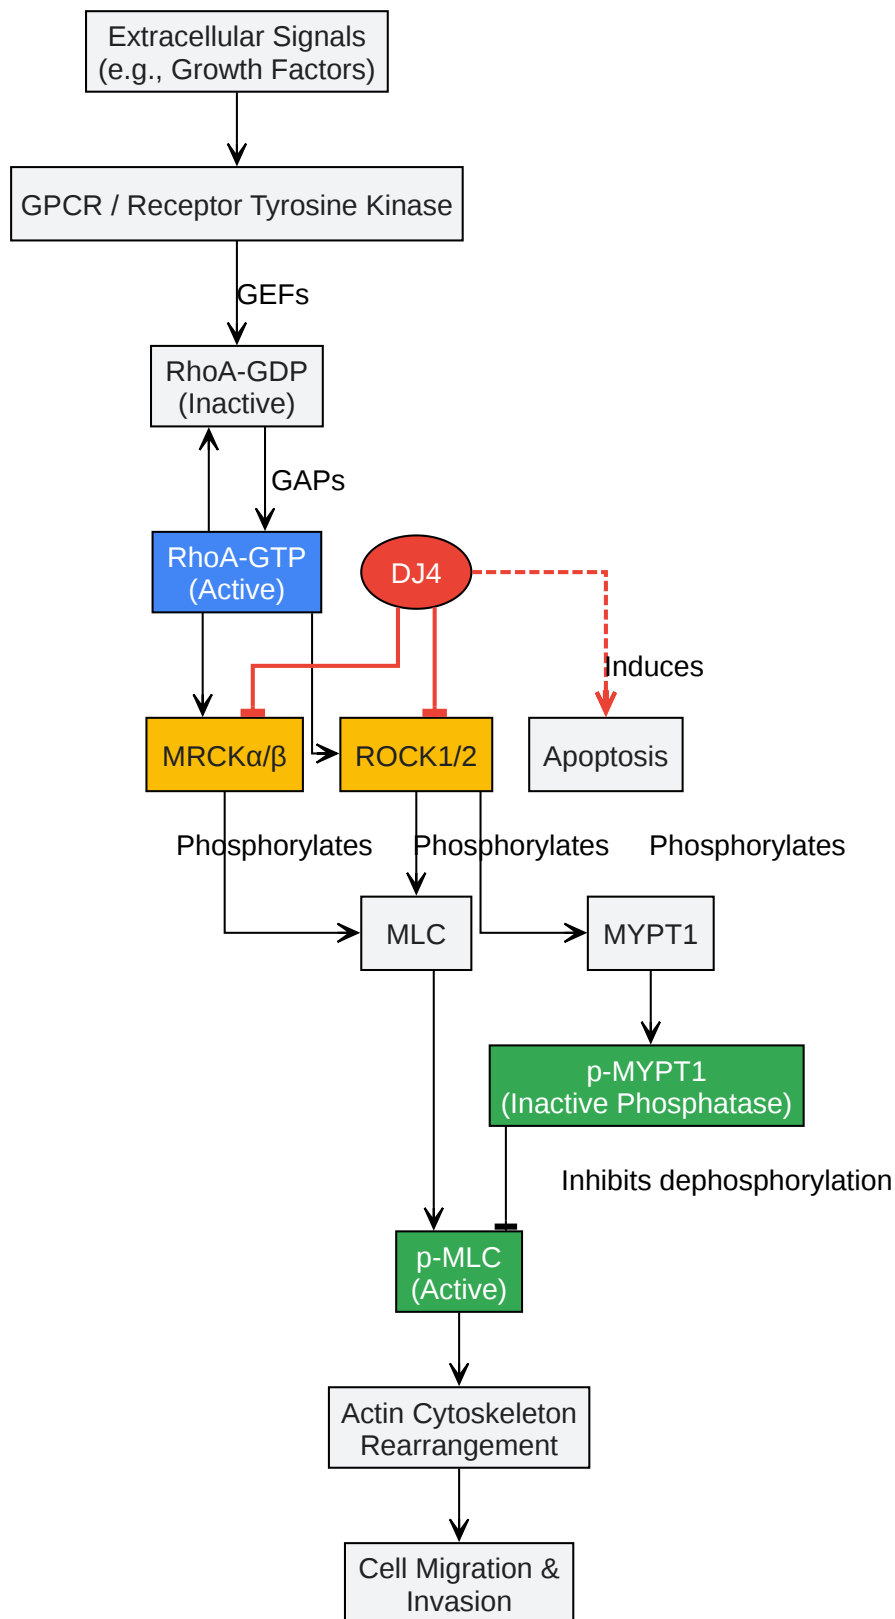 Extracellular Signals
(e.g., Growth Factors)
GPCR / Receptor Tyrosine Kinase
GEFs
RhoA-GDP
(Inactive)
GAPs
RhoA-GTP
(Active)
DJ4
Induces
MRCKα/β
ROCK1/2
Apoptosis
Phosphorylates
Phosphorylates
Phosphorylates
MLC
MYPT1
p-MYPT1
(Inactive Phosphatase)
Inhibits dephosphorylation
p-MLC
(Active)
Actin Cytoskeleton
Rearrangement
Cell Migration &
Invasion